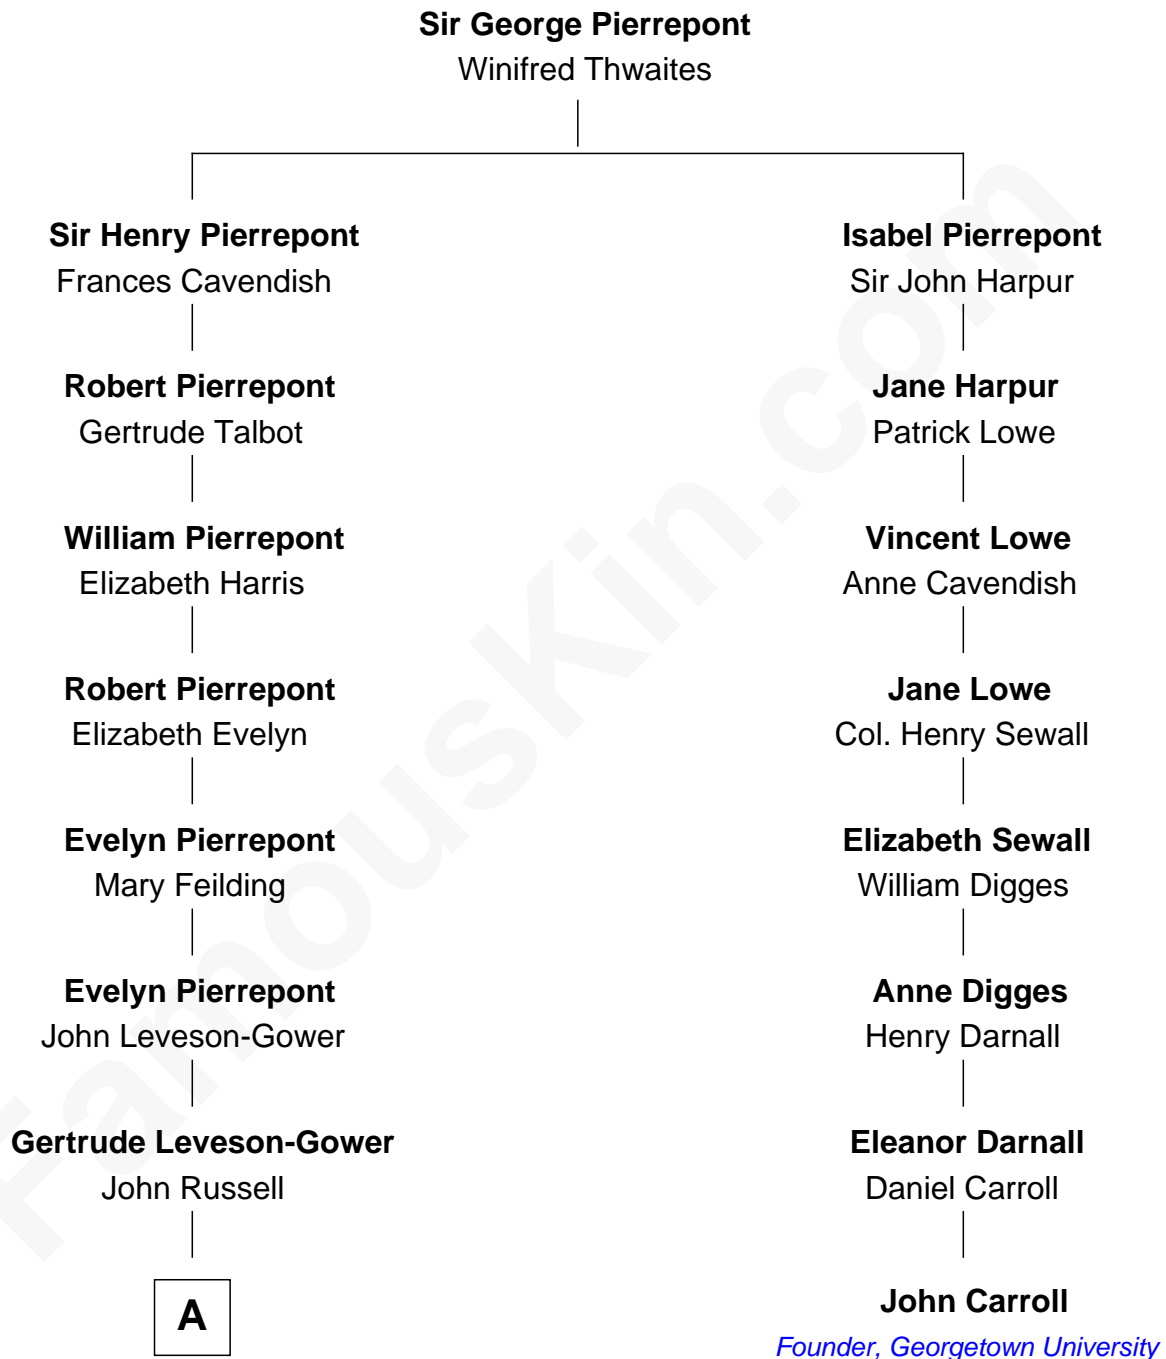 Sir George Pierrepont
Winifred Thwaites
Sir Henry Pierrepont
Frances Cavendish
Isabel Pierrepont
Sir John Harpur
Robert Pierrepont
Gertrude Talbot
Jane Harpur
Patrick Lowe
William Pierrepont
Elizabeth Harris
Vincent Lowe
Anne Cavendish
Robert Pierrepont
Elizabeth Evelyn
Jane Lowe
Col. Henry Sewall
Evelyn Pierrepont
Mary Feilding
Elizabeth Sewall
William Digges
Evelyn Pierrepont
John Leveson-Gower
Anne Digges
Henry Darnall
Gertrude Leveson-Gower
John Russell
Eleanor Darnall
Daniel Carroll
A
John Carroll
Founder, Georgetown University
FamousKin.com